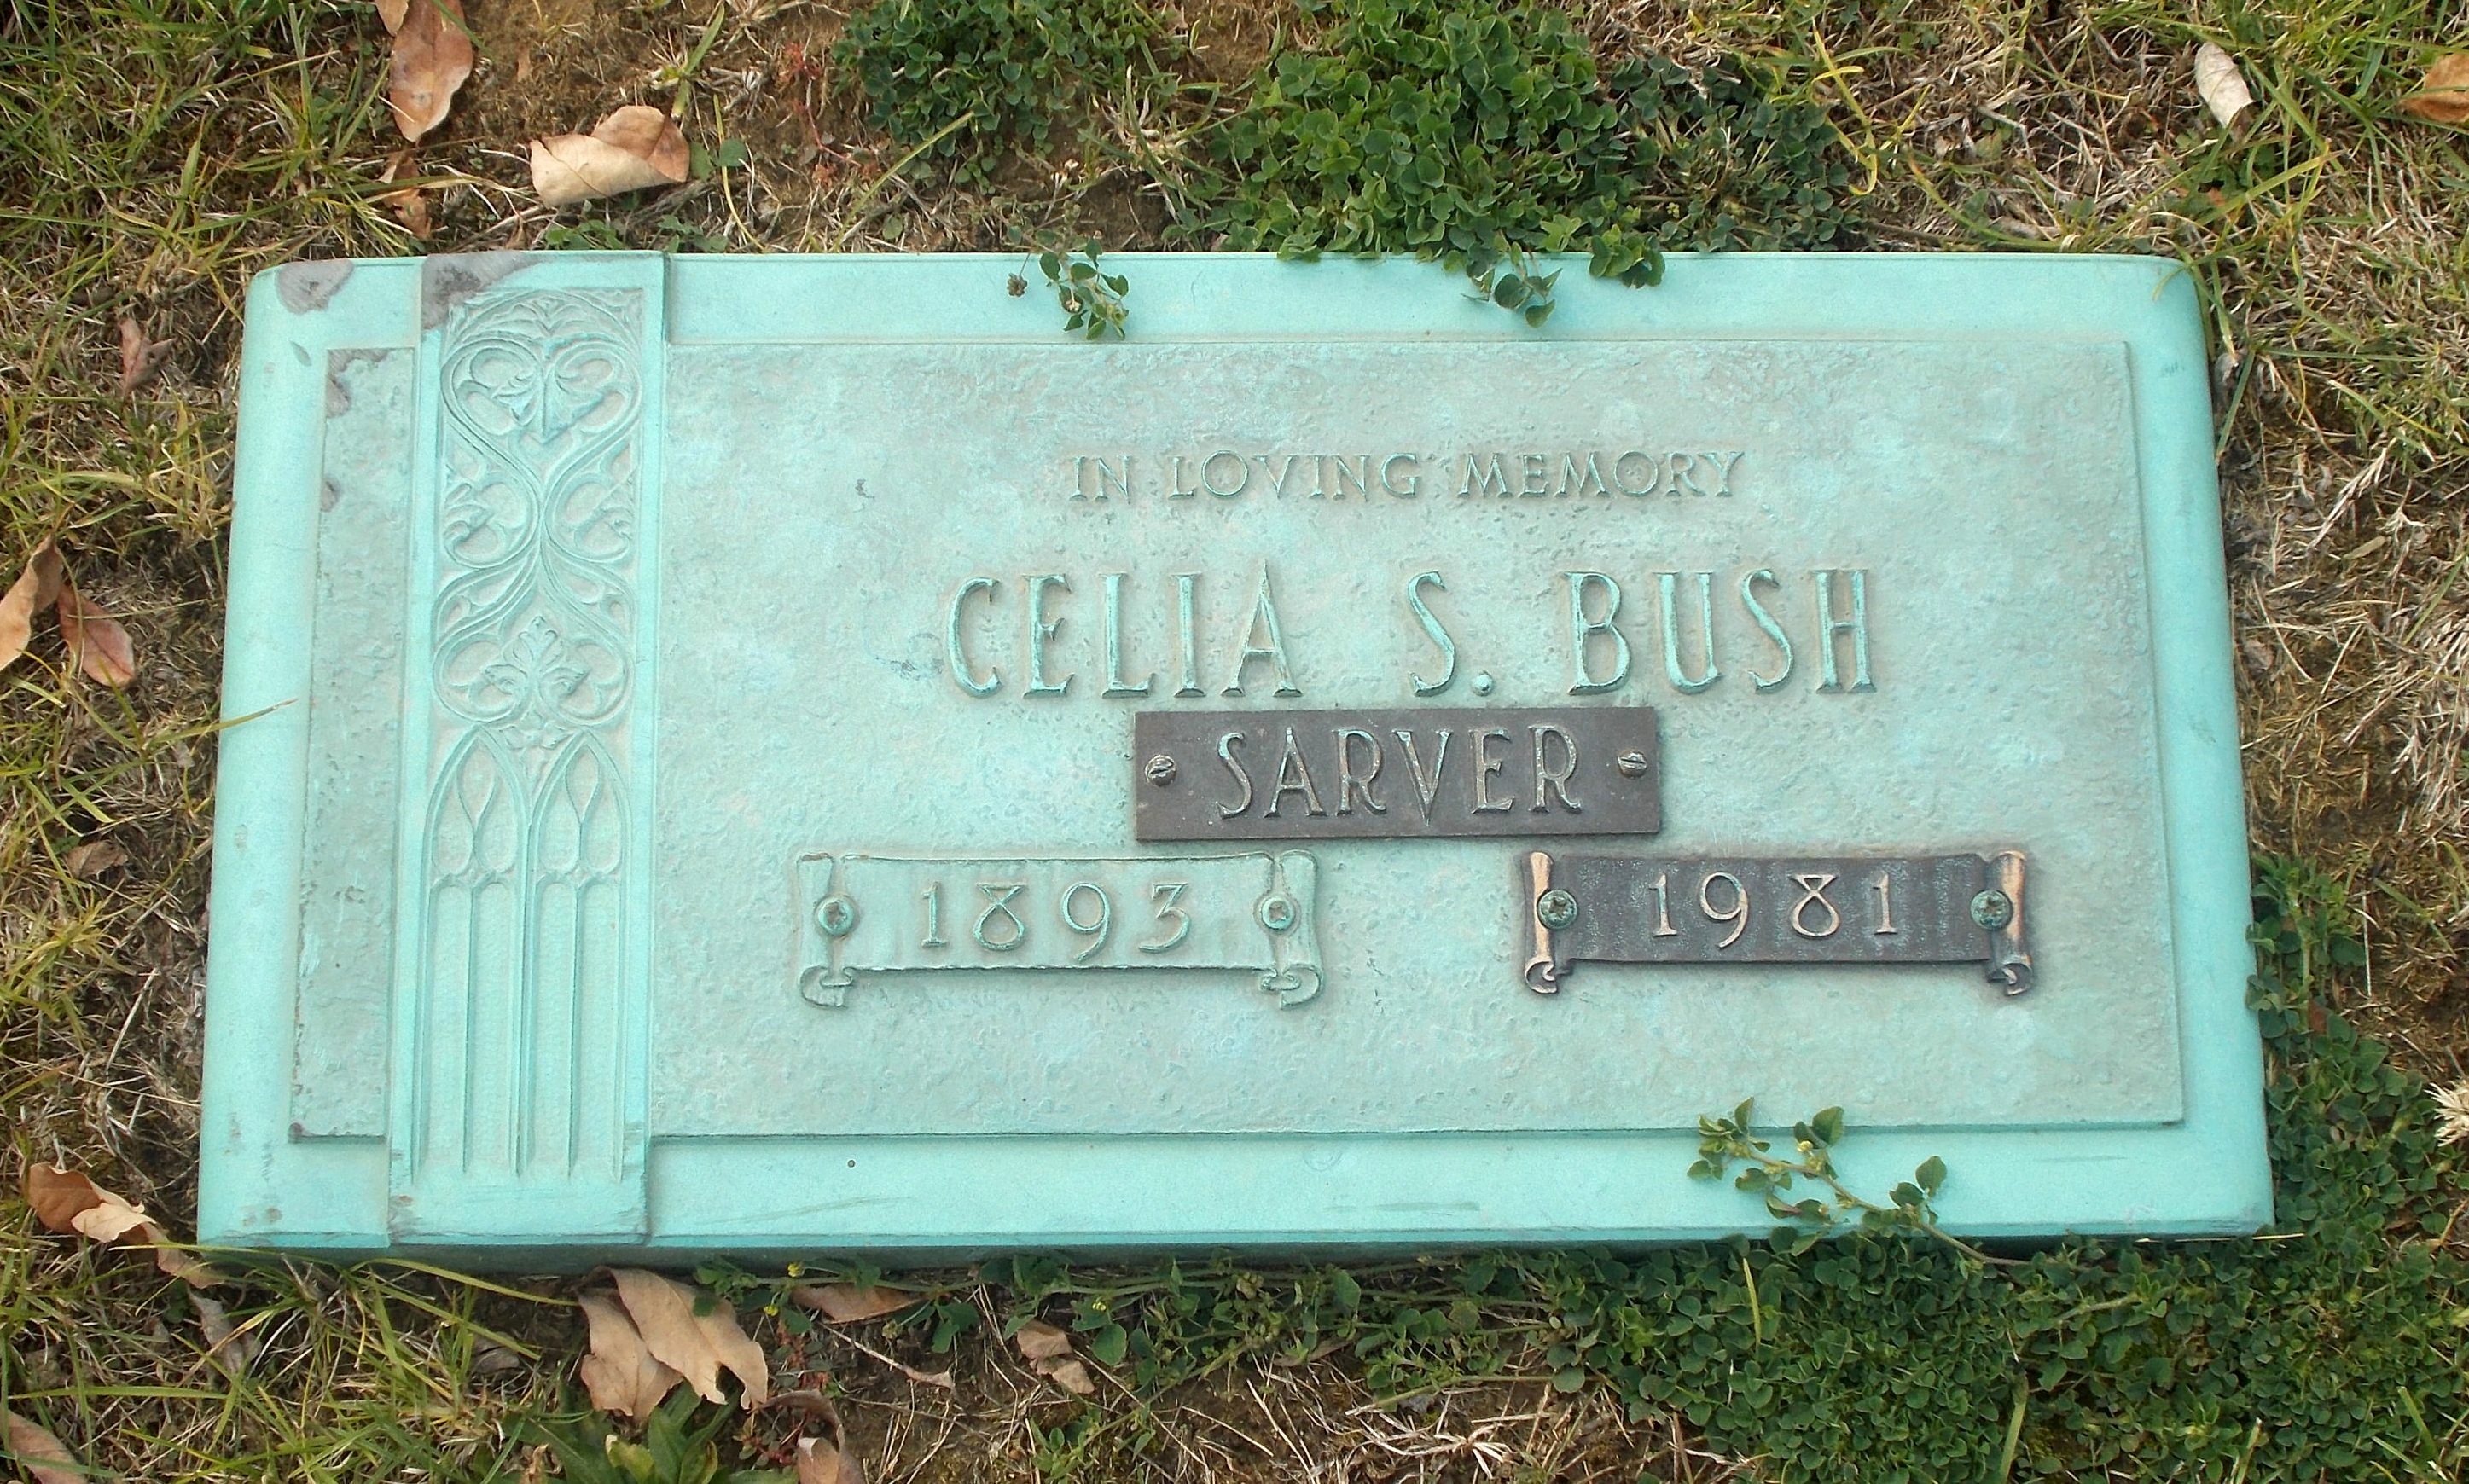 IN LOVING MEMORY
CELIA S. BUSH
SARVER
1893 1981